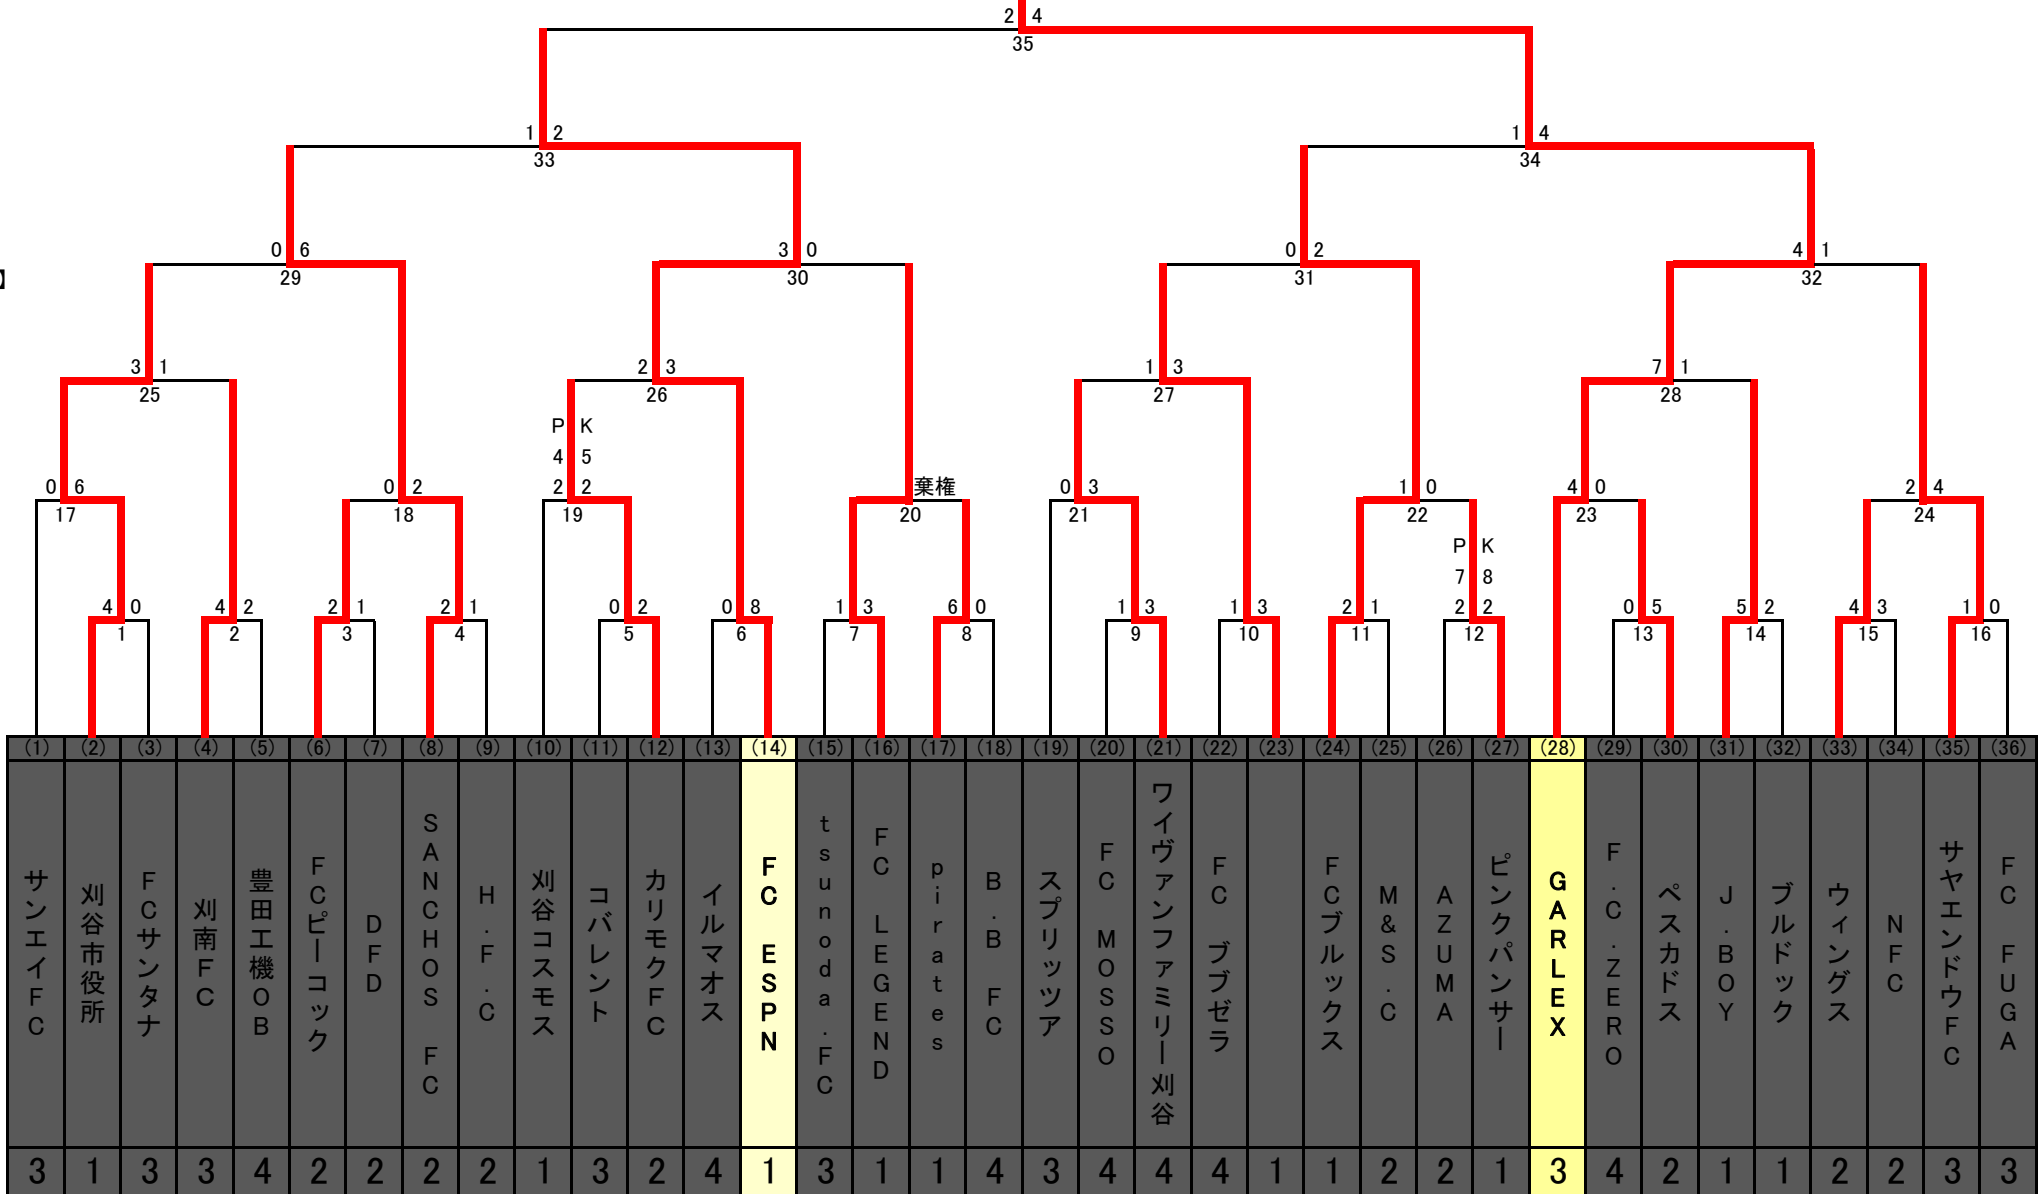 2 4
35
1 2
33
1 4
34
】
0 6
29
3 0
30
0 2
31
4 1
32
3 1
25
2 3
26
1 3
27
7 1
28
P K
4 5
0 6
17
0 2
18
2 2
19
棄権
20
0 3
21
1 0
22
4 0
23
2 4
24
P K
7 8
4 0
1
4 2
2
2 1
3
2 1
4
0 2
5
0 8
6
1 3
7
6 0
8
1 3
9
1 3
10
2 1
11
2 2
12
0 5
13
5 2
14
4 3
15
1 0
16
(1) (2) (3) (4) (5) (6) (7) (8) (9) (10) (11) (12) (13) (14) (15) (16) (17) (18) (19) (20) (21) (22) (23) (24) (25) (26) (27) (28) (29) (30) (31) (32) (33) (34) (35) (36)
サンエイFC
刈谷市役所
FCサンタナ
刈南FC
豊田工機OB
FCピーコック
DFD
SANCHOS FC
H.F.C
刈谷コスモス
コバレント
カリモクFC
イルマオス
FC ESPN
tsunoda.FC
FC LEGEND
pirates
B.B FC
スプリッツア
FC MOSSO
ワイヴァンファミリー刈谷
FC ブブゼラ
FCブルックス
M&S.C
AZUMA
ピンクパンサー
GARLEX
F.C.ZERO
ペスカドス
J.BOY
ブルドック
ウィングス
NFC
サヤエンドウFC
FC FUGA
3 1 3 3 4 2 2 2 2 1 3 2 4 1 3 1 1 4 3 4 4 4 1 1 2 2 1 3 4 2 1 1 2 2 3 3